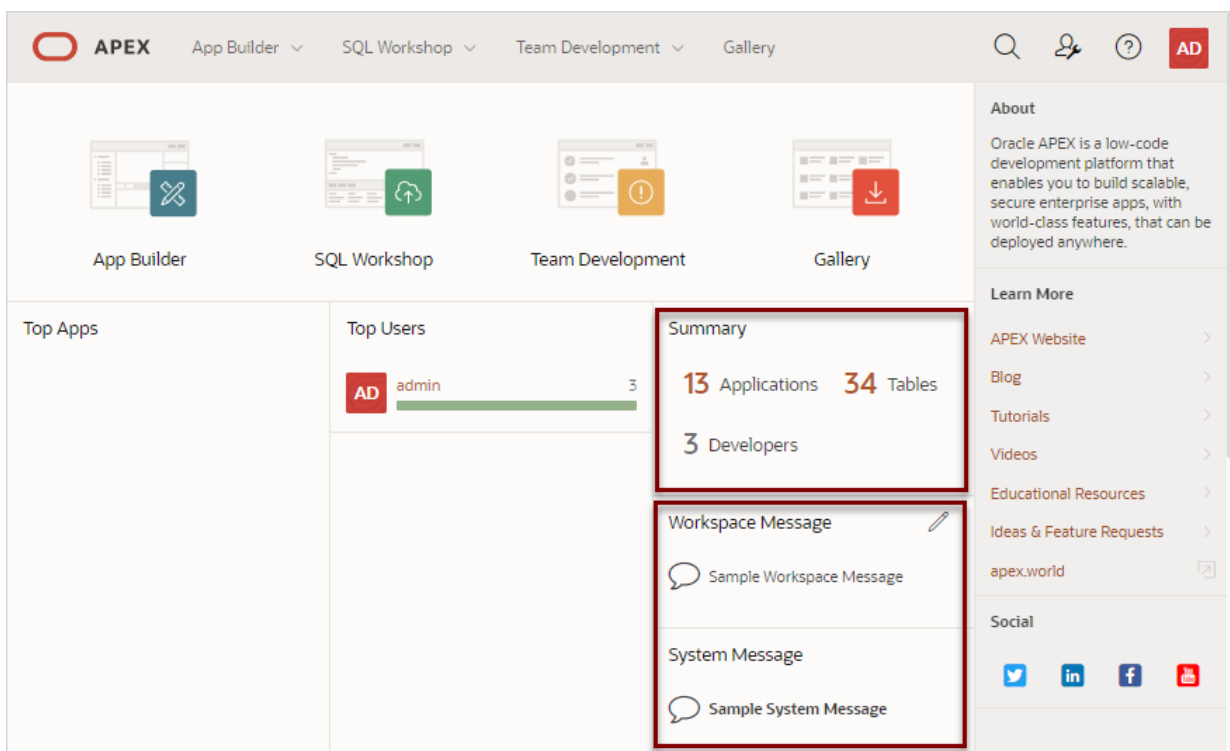 APEX App Builder SQL Workshop Team Development Gallery AD
App Builder SQL Workshop Team Development Gallery
Top Apps
Top Users
AD admin 3
Summary
13 Applications 34 Tables
3 Developers
Workspace Message
Sample Workspace Message
System Message
Sample System Message
About
Oracle APEX is a low-code
development platform that
enables you to build scalable,
secure enterprise apps, with
world-class features, that can be
deployed anywhere.
Learn More
APEX Website
Blog
Tutorials
Videos
Educational Resources
Ideas & Feature Requests
apex.world
Social